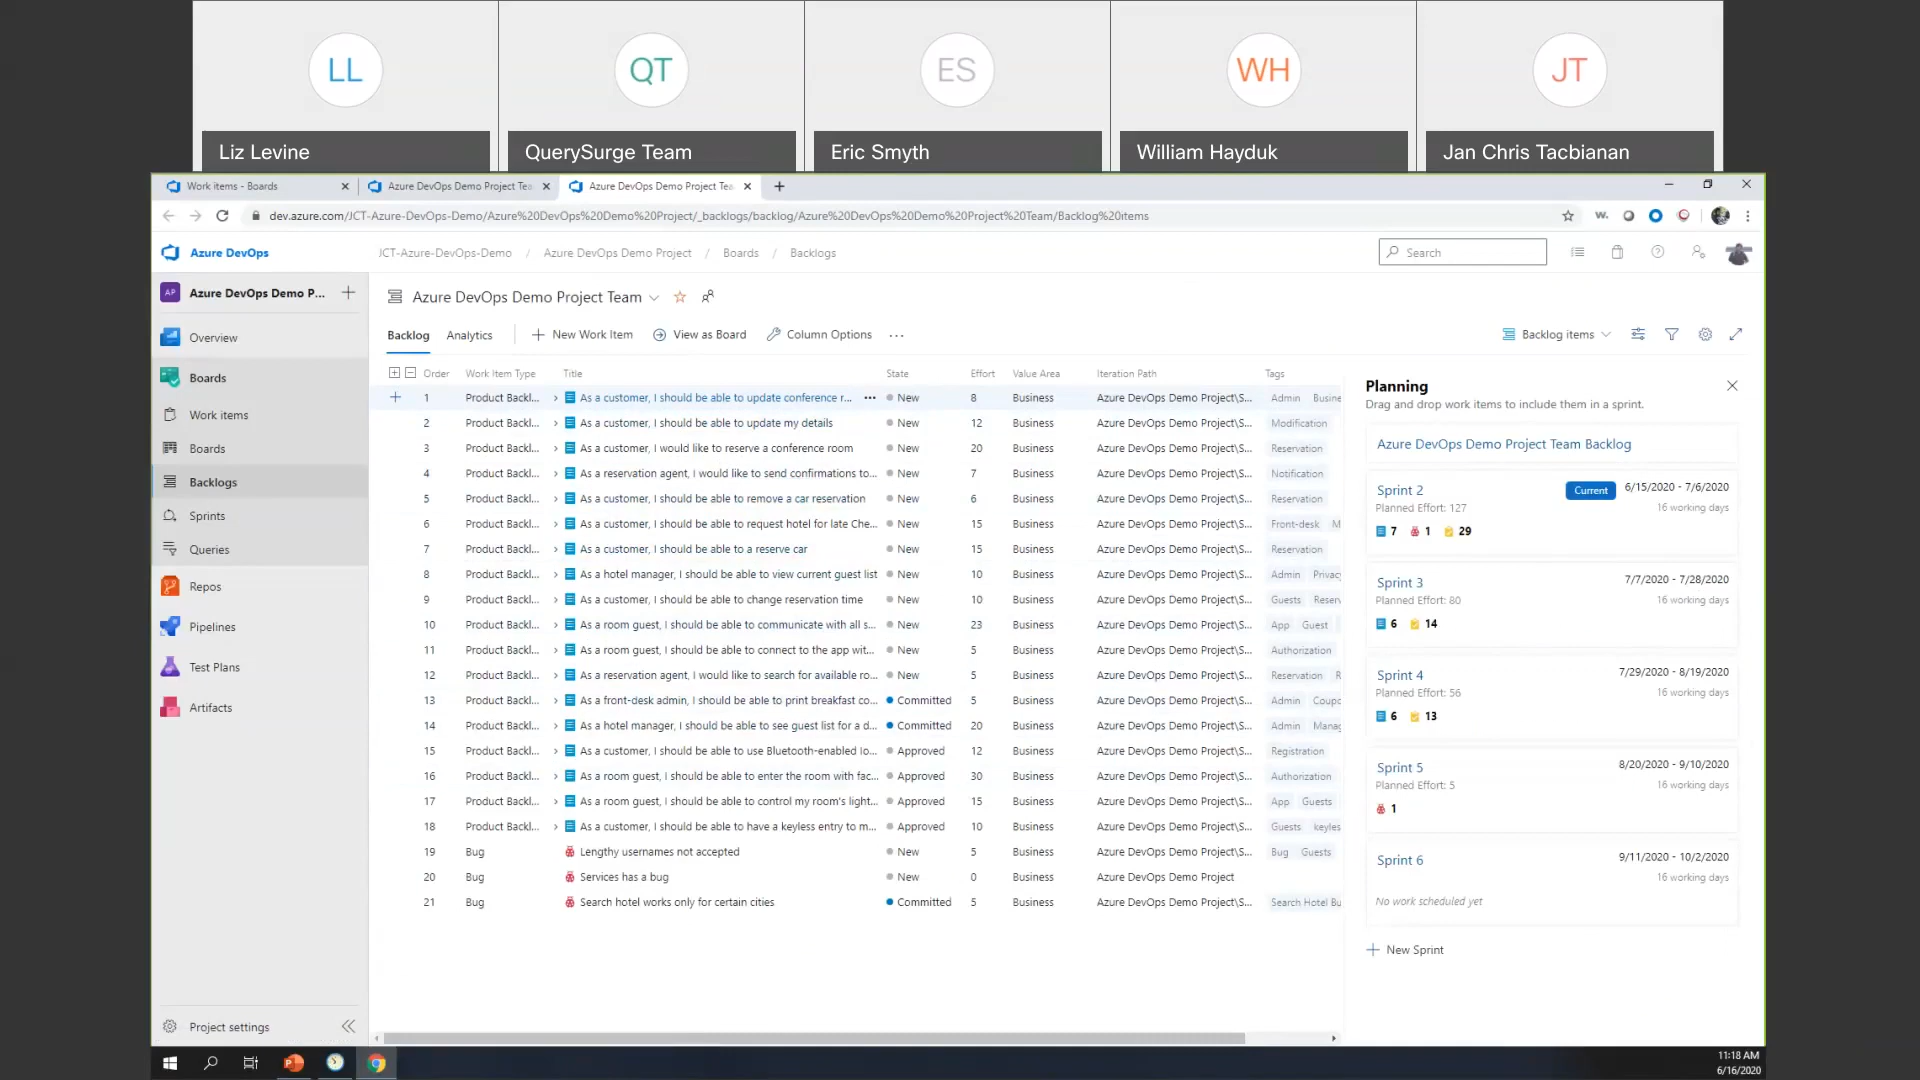 LL QT ES WH JT
Liz Levine QuerySurge Team Eric Smyth William Hayduk Jan Chris Tacbianan
Work items - Boards Azure DevOps Demo Project Tea Azure DevOps Demo Project Tea
dev.azure.com/JCT-Azure-DevOps-Demo/Azure%20DevOps%20Demo%20Project/_backlogs/backlog/Azure%20DevOps%20Demo%20Project%20Team/Backlog%20items W.
Azure DevOps JCT-Azure-DevOps-Demo / Azure DevOps Demo Project / Boards / Backlogs Search
AP Azure DevOps Demo P...
Overview
Boards
Work items
Boards
Backlogs
Sprints
Queries
Repos
Pipelines
Test Plans
Artifacts
Project settings
Azure DevOps Demo Project Team
Backlog Analytics New Work Item View as Board Column Options ... Backlog items
Order Work Item Type Title State Effort Value Area Iteration Path Tags
1 Product Backl... As a customer, I should be able to update conference r... ... New 8 Business Azure DevOps Demo Project\S... Admin Busine
2 Product Backl... As a customer, I should be able to update my details New 12 Business Azure DevOps Demo Project\S... Modification
3 Product Backl... As a customer, I would like to reserve a conference room New 20 Business Azure DevOps Demo Project\S... Reservation
4 Product Backl... As a reservation agent, I would like to send confirmations to... New 7 Business Azure DevOps Demo Project\S... Notification
5 Product Backl... As a customer, I should be able to remove a car reservation New 6 Business Azure DevOps Demo Project\S... Reservation
6 Product Backl... As a customer, I should be able to request hotel for late Che... New 15 Business Azure DevOps Demo Project\S... Front-desk M
7 Product Backl... As a customer, I should be able to a reserve car New 15 Business Azure DevOps Demo Project\S... Reservation
8 Product Backl... As a hotel manager, I should be able to view current guest list New 10 Business Azure DevOps Demo Project\S... Admin Privac
9 Product Backl... As a customer, I should be able to change reservation time New 10 Business Azure DevOps Demo Project\S... Guests Reserv
10 Product Backl... As a room guest, I should be able to communicate with all s... New 23 Business Azure DevOps Demo Project\S... App Guest
11 Product Backl... As a room guest, I should be able to connect to the app wit... New 5 Business Azure DevOps Demo Project\S... Authorization
12 Product Backl... As a reservation agent, I would like to search for available ro... New 5 Business Azure DevOps Demo Project\S... Reservation R
13 Product Backl... As a front-desk admin, I should be able to print breakfast co... Committed 5 Business Azure DevOps Demo Project\S... Admin Coupo
14 Product Backl... As a hotel manager, I should be able to see guest list for a d... Committed 20 Business Azure DevOps Demo Project\S... Admin Manag
15 Product Backl... As a customer, I should be able to use Bluetooth-enabled lo... Approved 12 Business Azure DevOps Demo Project\S... Registration
16 Product Backl... As a room guest, I should be able to enter the room with fac... Approved 30 Business Azure DevOps Demo Project\S... Authorization
17 Product Backl... As a room guest, I should be able to control my room's light... Approved 15 Business Azure DevOps Demo Project\S... App Guests
18 Product Backl... As a customer, I should be able to have a keyless entry to m... Approved 10 Business Azure DevOps Demo Project\S... Guests keyles
19 Bug Lengthy usernames not accepted New 5 Business Azure DevOps Demo Project\S... Bug Guests
20 Bug Services has a bug New 0 Business Azure DevOps Demo Project
21 Bug Search hotel works only for certain cities Committed 5 Business Azure DevOps Demo Project\S... Search Hotel Bu
Planning
Drag and drop work items to include them in a sprint.
Azure DevOps Demo Project Team Backlog
Sprint 2 Current 6/15/2020 - 7/6/2020
Planned Effort: 127 16 working days
7 1 29
Sprint 3 7/7/2020 - 7/28/2020
Planned Effort: 80 16 working days
6 14
Sprint 4 7/29/2020 - 8/19/2020
Planned Effort: 56 16 working days
6 13
Sprint 5 8/20/2020 - 9/10/2020
Planned Effort: 5 16 working days
1
Sprint 6 9/11/2020 - 10/2/2020
16 working days
No work scheduled yet
New Sprint
11:18 AM
6/16/2020